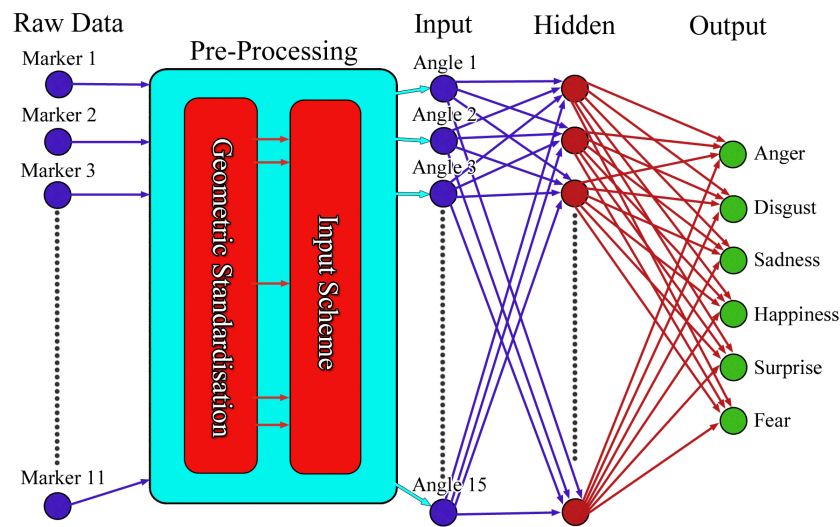 Raw Data
Pre-Processing
Input
Hidden
Output
Marker 1
Marker 2
Marker 3
Marker 11
Geometric Standardisation
Input Scheme
Angle 1
Angle 2
Angle 3
Angle 15
Anger
Disgust
Sadness
Happiness
Surprise
Fear